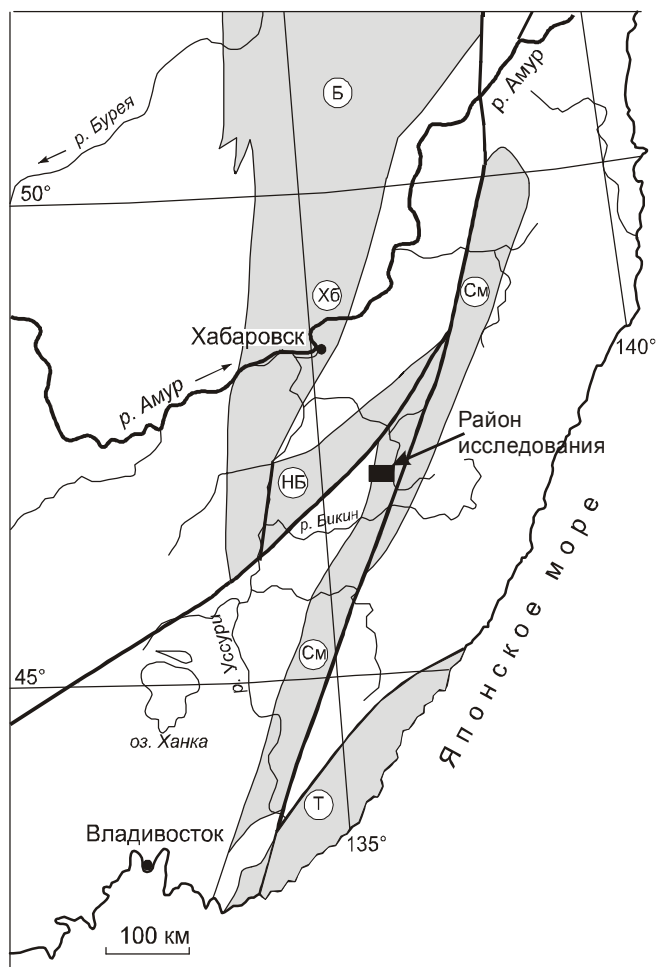 р. Амур
Б
р. Бурея
50°
См
Хб
Хабаровск
140°
р. Амур
Район
исследования
НБ
р. Бикин
Японское море
р. Уссури
См
45°
оз. Ханка
Т
Владивосток
135°
100 км